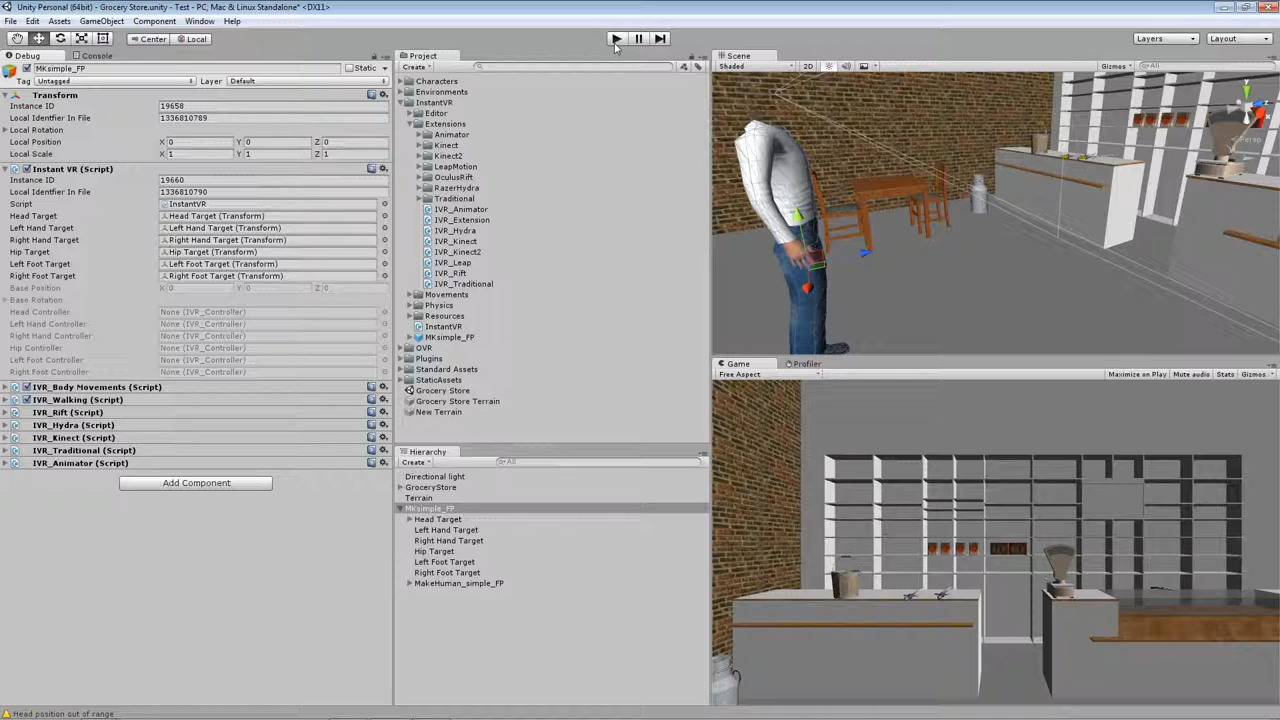 Unity Personal (64bit) - Grocery Store.unity - Test - PC, Mac & Linux Standalone* <DX11>
File Edit Assets GameObject Component Window Help
Center Local Layers Layout
Debug Console
MKsimple_FP Static
Tag Untagged Layer Default
Transform
Instance ID 19658
Local Identfier In File 1336810789
Local Rotation
Local Position X 0 Y 0 Z 0
Local Scale X 1 Y 1 Z 1
Instant VR (Script)
Instance ID 19660
Local Identfier In File 1336810790
Script InstantVR
Head Target Head Target (Transform)
Left Hand Target Left Hand Target (Transform)
Right Hand Target Right Hand Target (Transform)
Hip Target Hip Target (Transform)
Left Foot Target Left Foot Target (Transform)
Right Foot Target Right Foot Target (Transform)
Base Position X 0 Y 0 Z 0
Base Rotation
Head Controller None (IVR_Controller)
Left Hand Controller None (IVR_Controller)
Right Hand Controller None (IVR_Controller)
Hip Controller None (IVR_Controller)
Left Foot Controller None (IVR_Controller)
Right Foot Controller None (IVR_Controller)
IVR_Body Movements (Script)
IVR_Walking (Script)
IVR_Rift (Script)
IVR_Hydra (Script)
IVR_Kinect (Script)
IVR_Traditional (Script)
IVR_Animator (Script)
Add Component
Project
Create
Characters
Environments
InstantVR
Editor
Extensions
Animator
Kinect
Kinect2
LeapMotion
OculusRift
RazerHydra
Traditional
IVR_Animator
IVR_Extension
IVR_Hydra
IVR_Kinect
IVR_Kinect2
IVR_Leap
IVR_Rift
IVR_Traditional
Movements
Physics
Resources
InstantVR
MKsimple_FP
OVR
Plugins
Standard Assets
StaticAssets
Grocery Store
Grocery Store Terrain
New Terrain
Hierarchy
Create All
Directional light
GroceryStore
Terrain
MKsimple_FP
Head Target
Left Hand Target
Right Hand Target
Hip Target
Left Foot Target
Right Foot Target
MakeHuman_simple_FP
Scene
Shaded 2D Gizmos All
Persp
Game Profiler
Free Aspect Maximize on Play Mute audio Stats Gizmos
Head position out of range